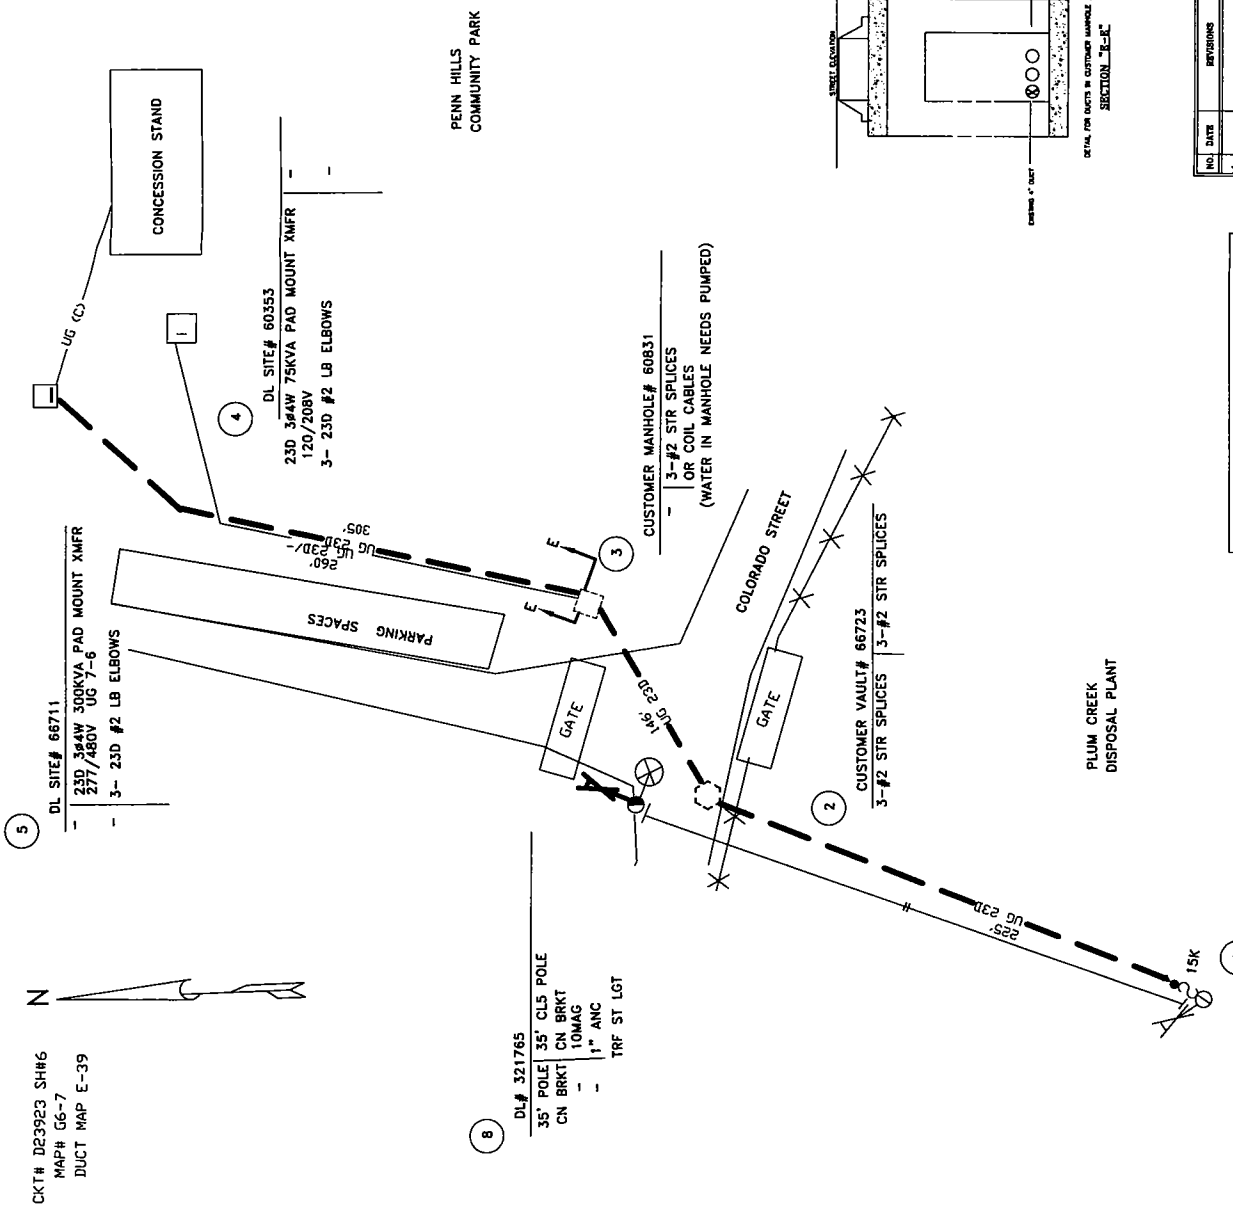 CKT# D23923 SH#6
MAP# G6-7
DUCT MAP E-39
N
5
DL SITE# 66711
- 23D 3ø4W 300KVA PAD MOUNT XMFR
277/480V UG 7-6
- 3- 23D #2 LB ELBOWS
UG (C)
CONCESSION STAND
4
DL SITE# 60353
23D 3ø4W 75KVA PAD MOUNT XMFR -
120/208V
3- 23D #2 LB ELBOWS -
PENN HILLS
COMMUNITY PARK
PARKING SPACES
260'
UG 23D/-
UG 23D
305'
E
E
3
CUSTOMER MANHOLE# 60831
- 3-#2 STR SPLICES
OR COIL CABLES
(WATER IN MANHOLE NEEDS PUMPED)
GATE
146'
UG 23D
COLORADO STREET
GATE
8
DL# 321765
35' POLE 35' CL5 POLE
CN BRKT CN BRKT
- 10MAG
- 1" ANC
TRF ST LGT
2
CUSTOMER VAULT# 66723
3-#2 STR SPLICES 3-#2 STR SPLICES
225'
UG 23D
15K
PLUM CREEK
DISPOSAL PLANT
STREET ELEVATION
EXISTING 4" DUCT
DETAIL FOR DUCTS IN CUSTOMER MANHOLE
SECTION "E-E"
NO. DATE REVISIONS